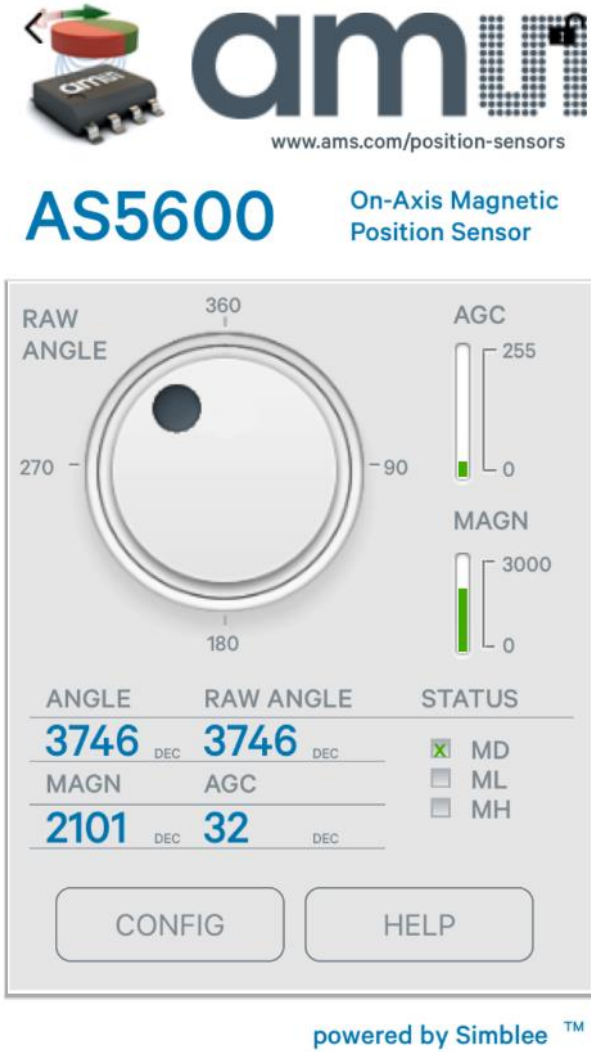 amu
amu
www.ams.com/position-sensors
AS5600
On-Axis Magnetic
Position Sensor
RAW
ANGLE
360
270
90
180
AGC
255
0
MAGN
3000
0
ANGLE RAW ANGLE STATUS
3746 DEC 3746 DEC
X MD
MAGN AGC
ML
MH
2101 DEC 32 DEC
CONFIG HELP
powered by Simblee ™